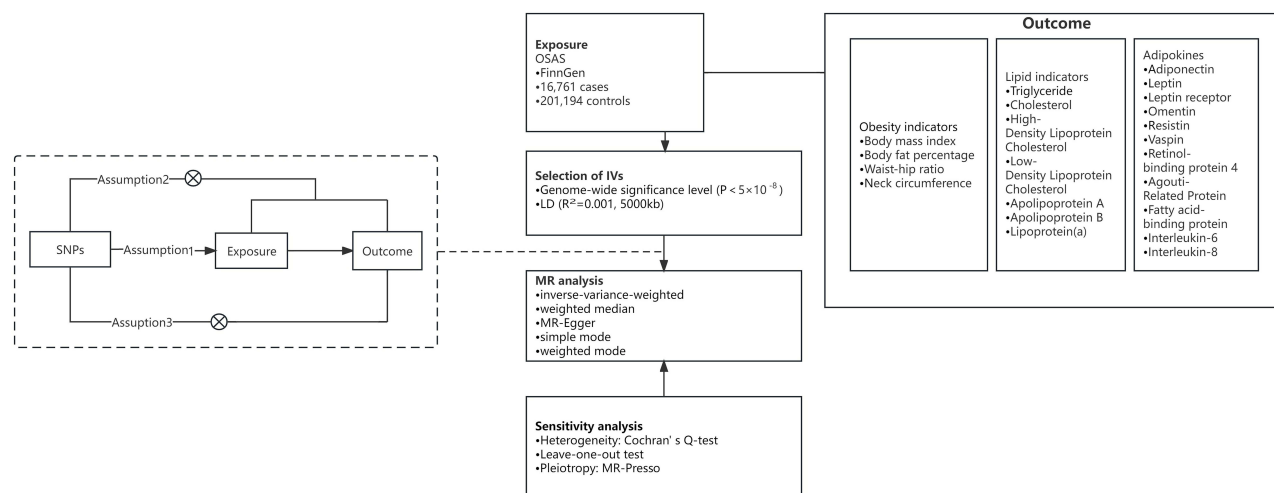 Assumption2
SNPs
Assumption1
Exposure
Outcome
Assuption3
Exposure
OSAS
•FinnGen
•16,761 cases
•201,194 controls
Selection of IVs
•Genome-wide significance level (P < 5×10⁻⁸)
•LD (R²=0.001, 5000kb)
MR analysis
•inverse-variance-weighted
•weighted median
•MR-Egger
•simple mode
•weighted mode
Sensitivity analysis
•Heterogeneity: Cochran' s Q-test
•Leave-one-out test
•Pleiotropy: MR-Presso
Outcome
Obesity indicators
•Body mass index
•Body fat percentage
•Waist-hip ratio
•Neck circumference
Lipid indicators
•Triglyceride
•Cholesterol
•High-
Density Lipoprotein
Cholesterol
•Low-
Density Lipoprotein
Cholesterol
•Apolipoprotein A
•Apolipoprotein B
•Lipoprotein(a)
Adipokines
•Adiponectin
•Leptin
•Leptin receptor
•Omentin
•Resistin
•Vaspin
•Retinol-
binding protein 4
•Agouti-
Related Protein
•Fatty acid-
binding protein
•Interleukin-6
•Interleukin-8